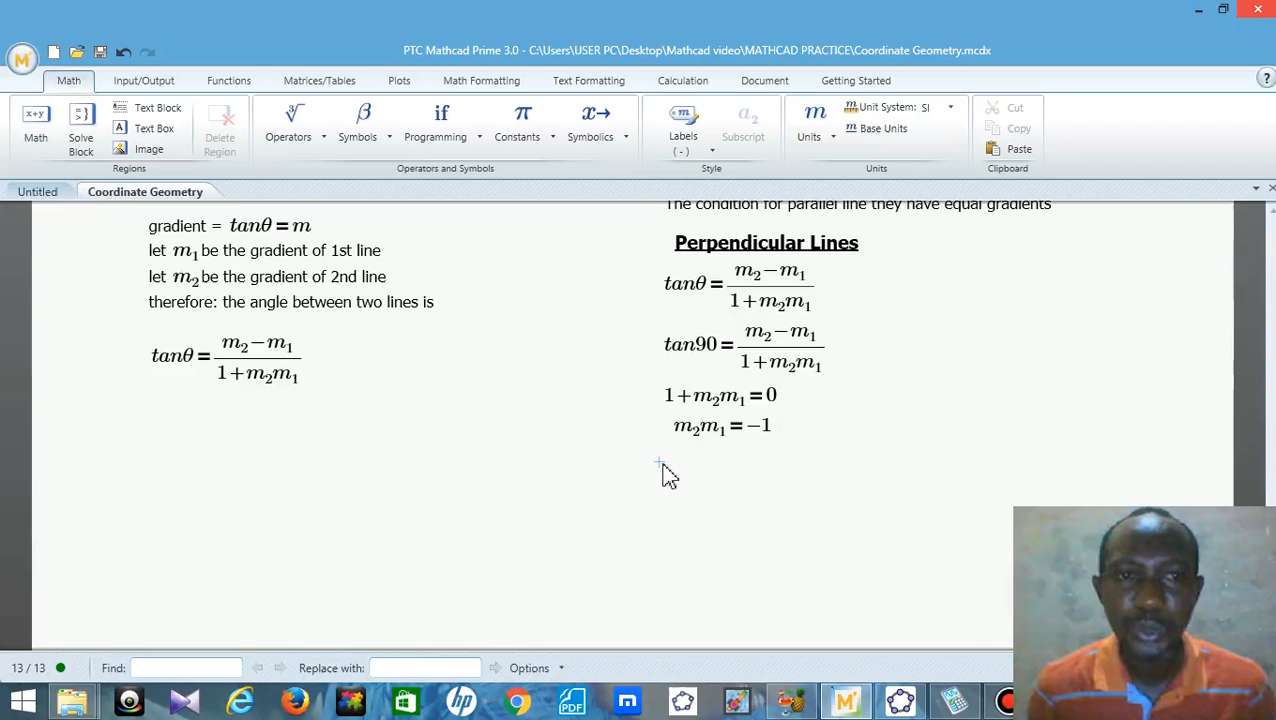 PTC Mathcad Prime 3.0 - C:\Users\USER PC\Desktop\Mathcad video\MATHCAD PRACTICE\Coordinate Geometry.mcdx
Math Input/Output Functions Matrices/Tables Plots Math Formatting Text Formatting Calculation Document Getting Started
Math
Solve Block
Text Block
Text Box
Image
Delete Region
Regions
Operators
Symbols
if
Programming
π
Constants
Symbolics
Operators and Symbols
Labels
( - )
Subscript
Style
Units
Unit System: SI
Base Units
Units
Cut
Copy
Paste
Clipboard
Untitled Coordinate Geometry
gradient = tanθ = m
let m₁ be the gradient of 1st line
let m₂ be the gradient of 2nd line
therefore: the angle between two lines is
tanθ = (m₂−m₁)/(1+m₂m₁)
The condition for parallel line they have equal gradients
Perpendicular Lines
tanθ = (m₂−m₁)/(1+m₂m₁)
tan90 = (m₂−m₁)/(1+m₂m₁)
1+m₂m₁ = 0
m₂m₁ = −1
13 / 13 Find: Replace with: Options